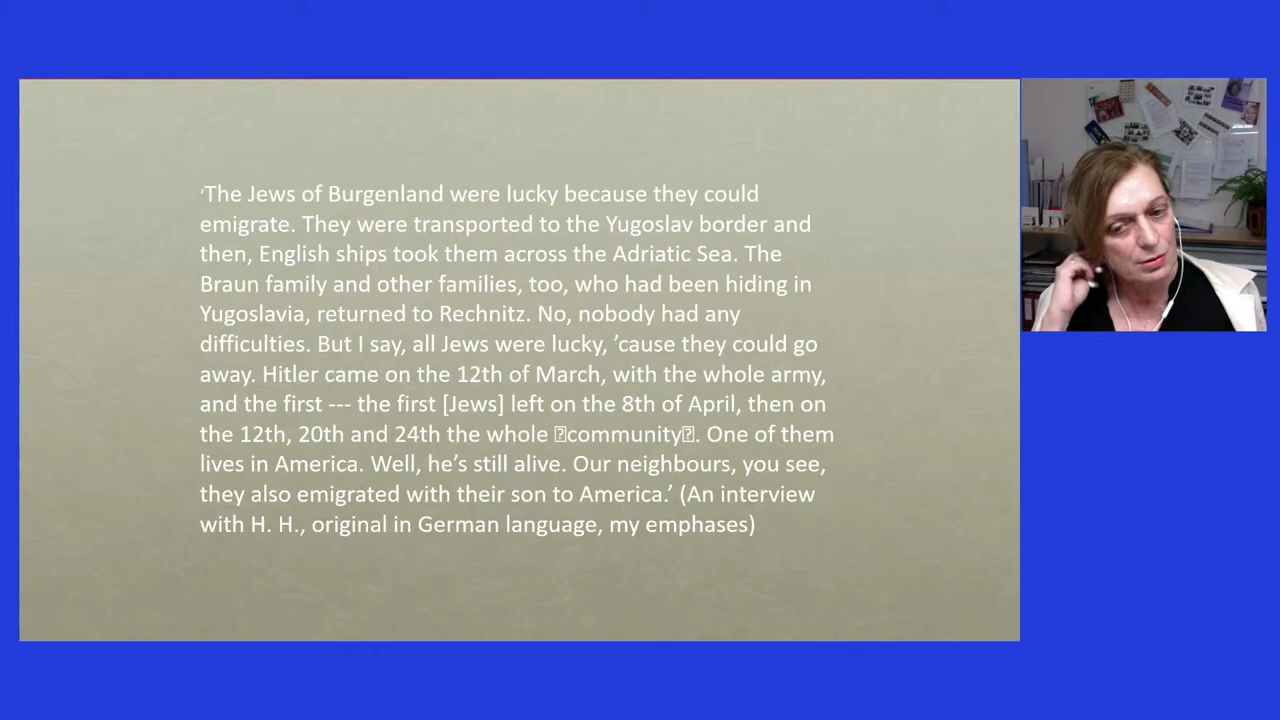 ‘The Jews of Burgenland were lucky because they could
emigrate. They were transported to the Yugoslav border and
then, English ships took them across the Adriatic Sea. The
Braun family and other families, too, who had been hiding in
Yugoslavia, returned to Rechnitz. No, nobody had any
difficulties. But I say, all Jews were lucky, ’cause they could go
away. Hitler came on the 12th of March, with the whole army,
and the first --- the first [Jews] left on the 8th of April, then on
the 12th, 20th and 24th the whole ⍰community⍰. One of them
lives in America. Well, he’s still alive. Our neighbours, you see,
they also emigrated with their son to America.’ (An interview
with H. H., original in German language, my emphases)